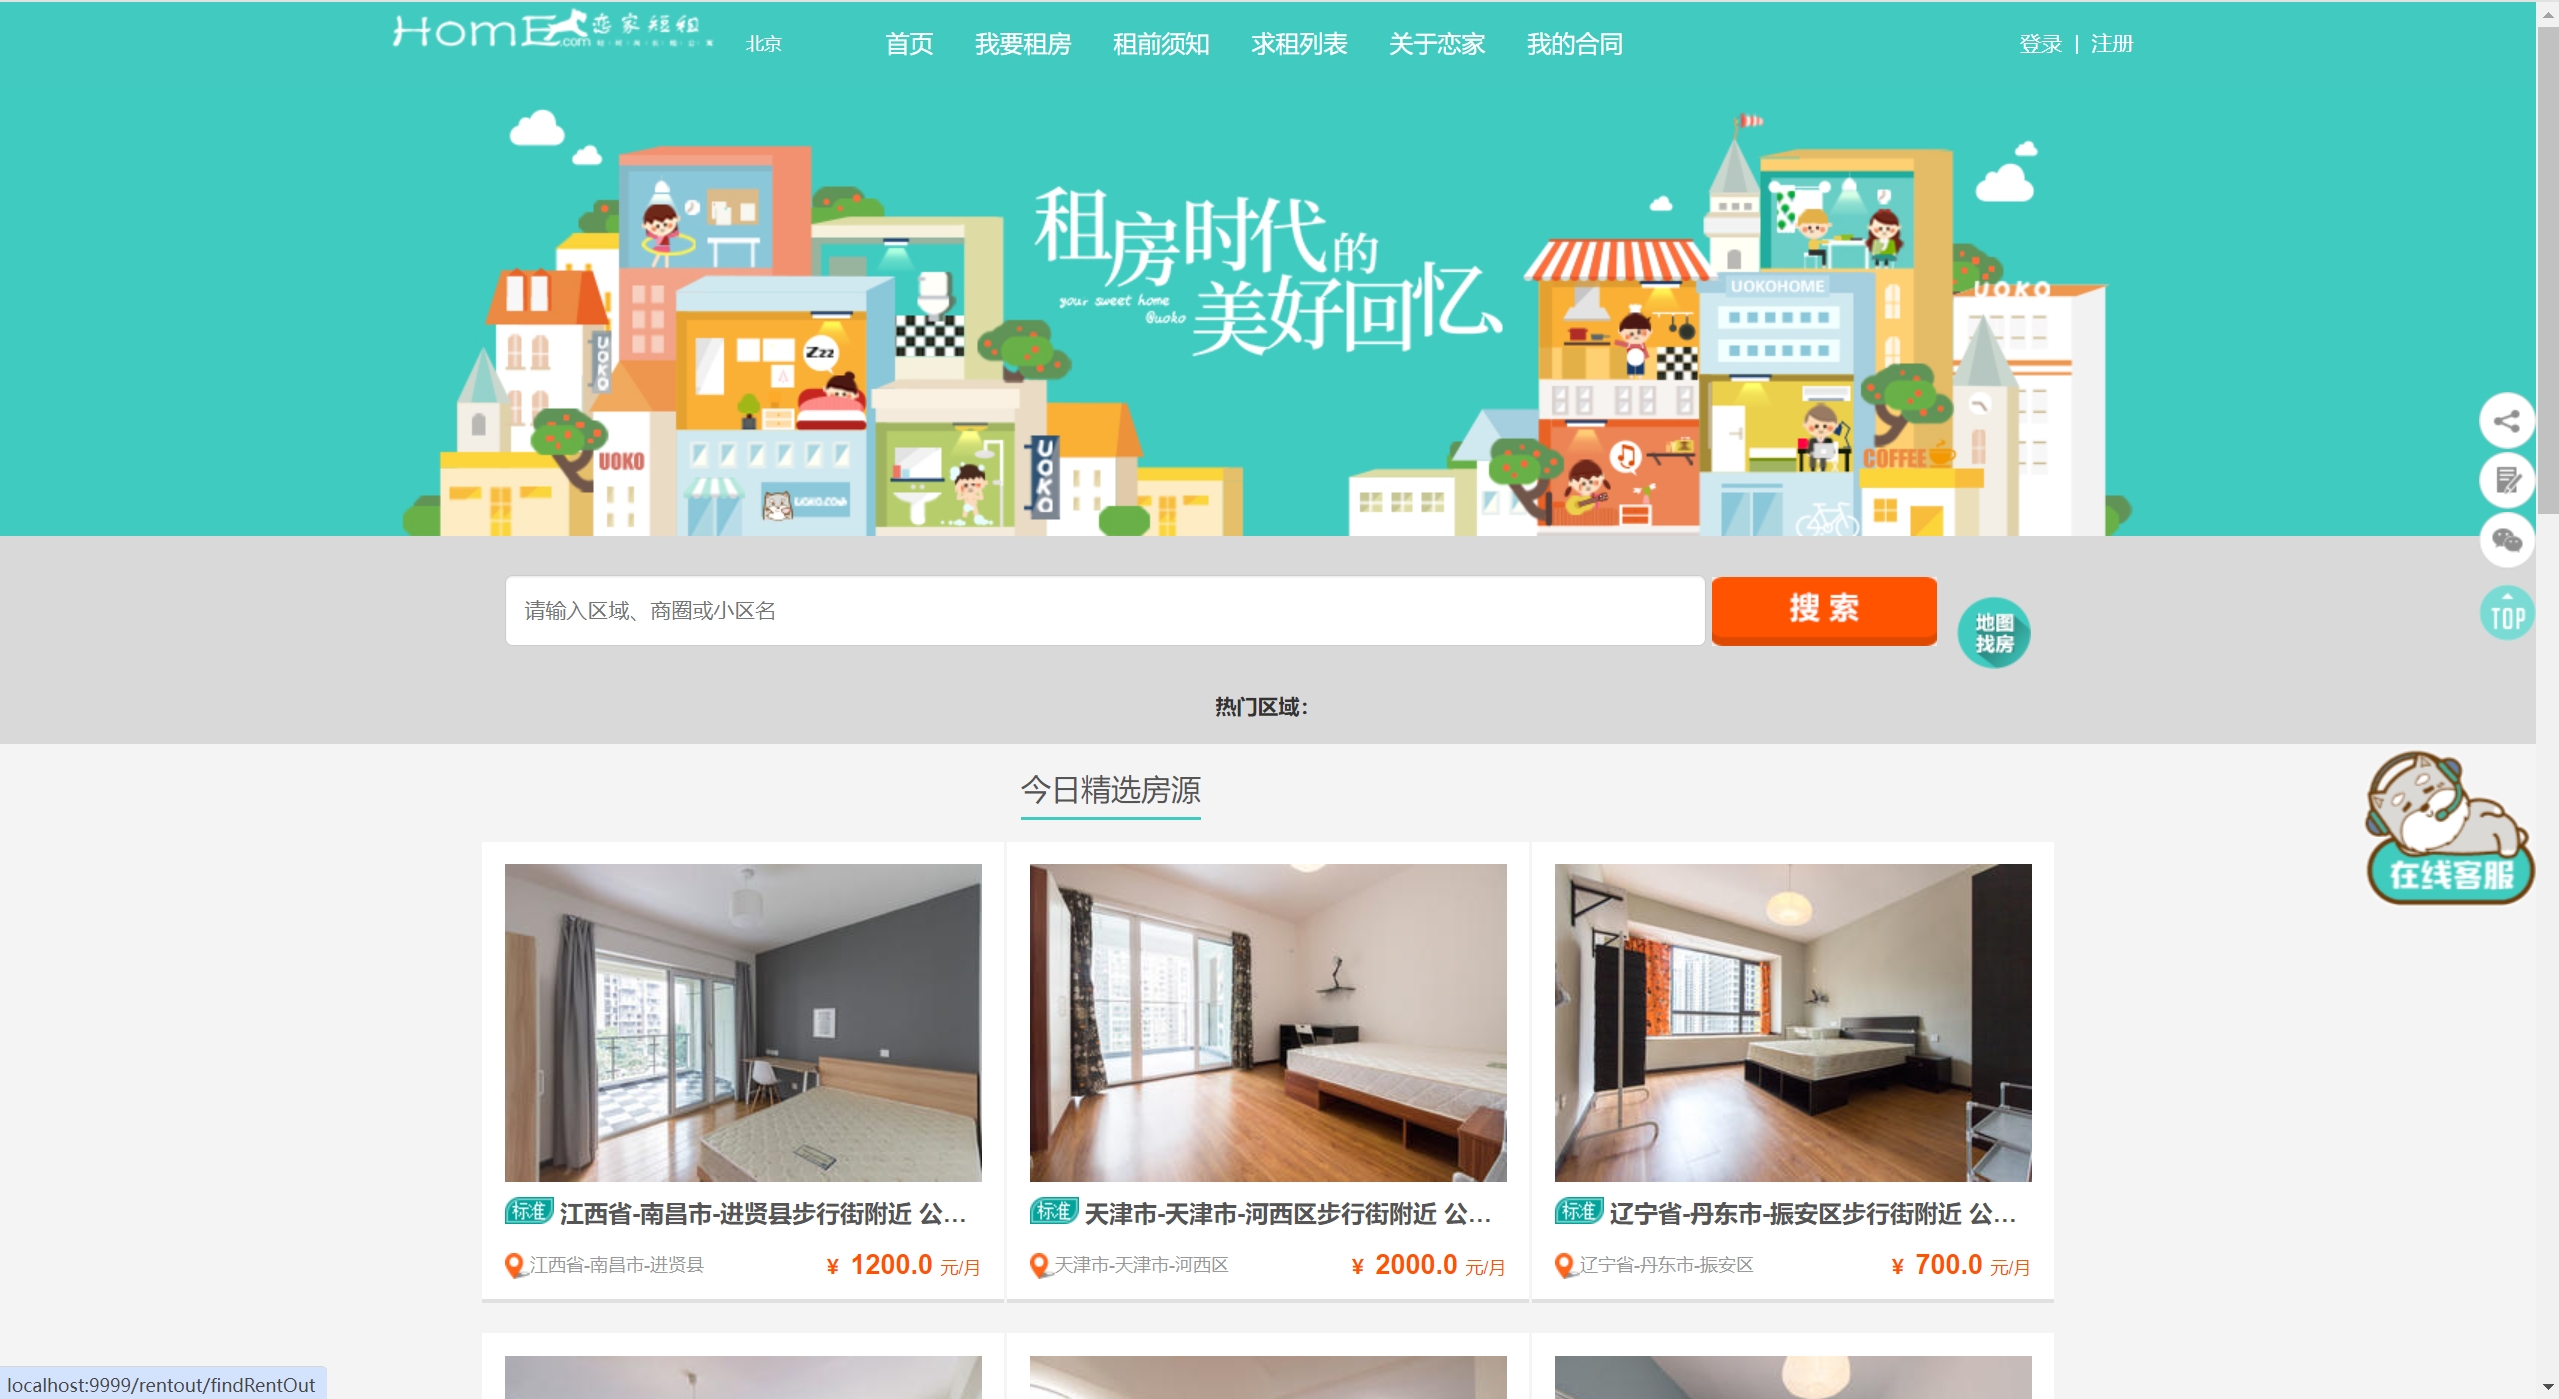 HomE.com 恋家短租
北京
首页 我要租房 租前须知 求租列表 关于恋家 我的合同
登录 | 注册
租房时代的
美好回忆
your sweet home
@uoko
Zzz
UOKO
UOKO
UOKO.COM
UOKO
UOKOHOME
UOKO
COFFEE
请输入区域、商圈或小区名
搜 索
地图
找房
TOP
热门区域：
今日精选房源
在线客服
标准 江西省-南昌市-进贤县步行街附近 公...
江西省-南昌市-进贤县 ¥ 1200.0 元/月
标准 天津市-天津市-河西区步行街附近 公...
天津市-天津市-河西区 ¥ 2000.0 元/月
标准 辽宁省-丹东市-振安区步行街附近 公...
辽宁省-丹东市-振安区 ¥ 700.0 元/月
localhost:9999/rentout/findRentOut